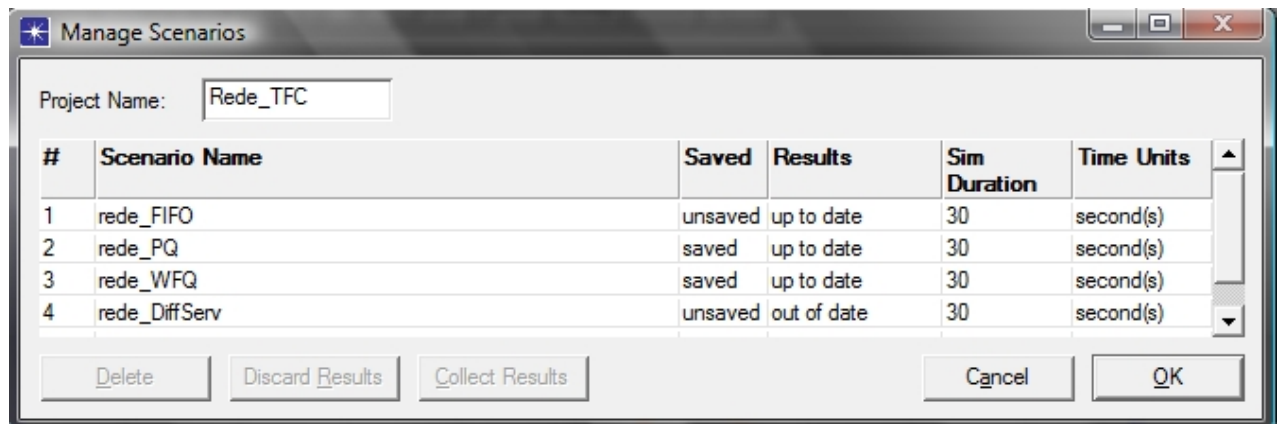 Manage Scenarios
Project Name: Rede_TFC
# Scenario Name Saved Results Sim Duration Time Units
1 rede_FIFO unsaved up to date 30 second(s)
2 rede_PQ saved up to date 30 second(s)
3 rede_WFQ saved up to date 30 second(s)
4 rede_DiffServ unsaved out of date 30 second(s)
Delete Discard Results Collect Results Cancel OK